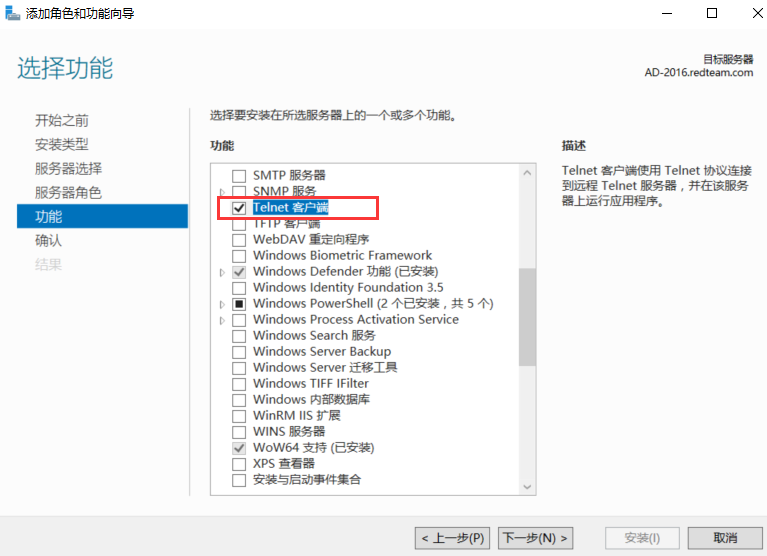 添加角色和功能向导
选择功能
目标服务器
AD-2016.redteam.com
开始之前
安装类型
服务器选择
服务器角色
功能
确认
结果
选择要安装在所选服务器上的一个或多个功能。
功能
SMTP 服务器
SNMP 服务
Telnet 客户端
TFTP 客户端
WebDAV 重定向程序
Windows Biometric Framework
Windows Defender 功能 (已安装)
Windows Identity Foundation 3.5
Windows PowerShell (2 个已安装，共 5 个)
Windows Process Activation Service
Windows Search 服务
Windows Server Backup
Windows Server 迁移工具
Windows TIFF IFilter
Windows 内部数据库
WinRM IIS 扩展
WINS 服务器
WoW64 支持 (已安装)
XPS 查看器
安装与启动事件集合
描述
Telnet 客户端使用 Telnet 协议连接
到远程 Telnet 服务器，并在该服务
器上运行应用程序。
< 上一步(P)
下一步(N) >
安装(I)
取消